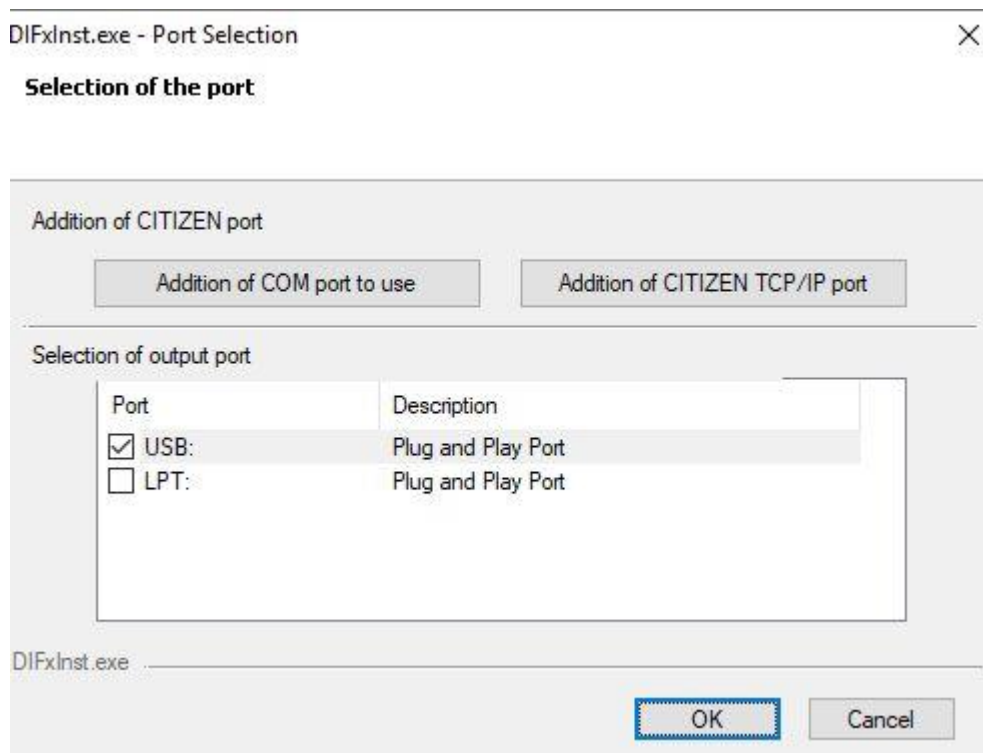 DIFxInst.exe - Port Selection
Selection of the port
Addition of CITIZEN port
Addition of COM port to use
Addition of CITIZEN TCP/IP port
Selection of output port
Port Description
USB: Plug and Play Port
LPT: Plug and Play Port
DIFxInst.exe
OK Cancel